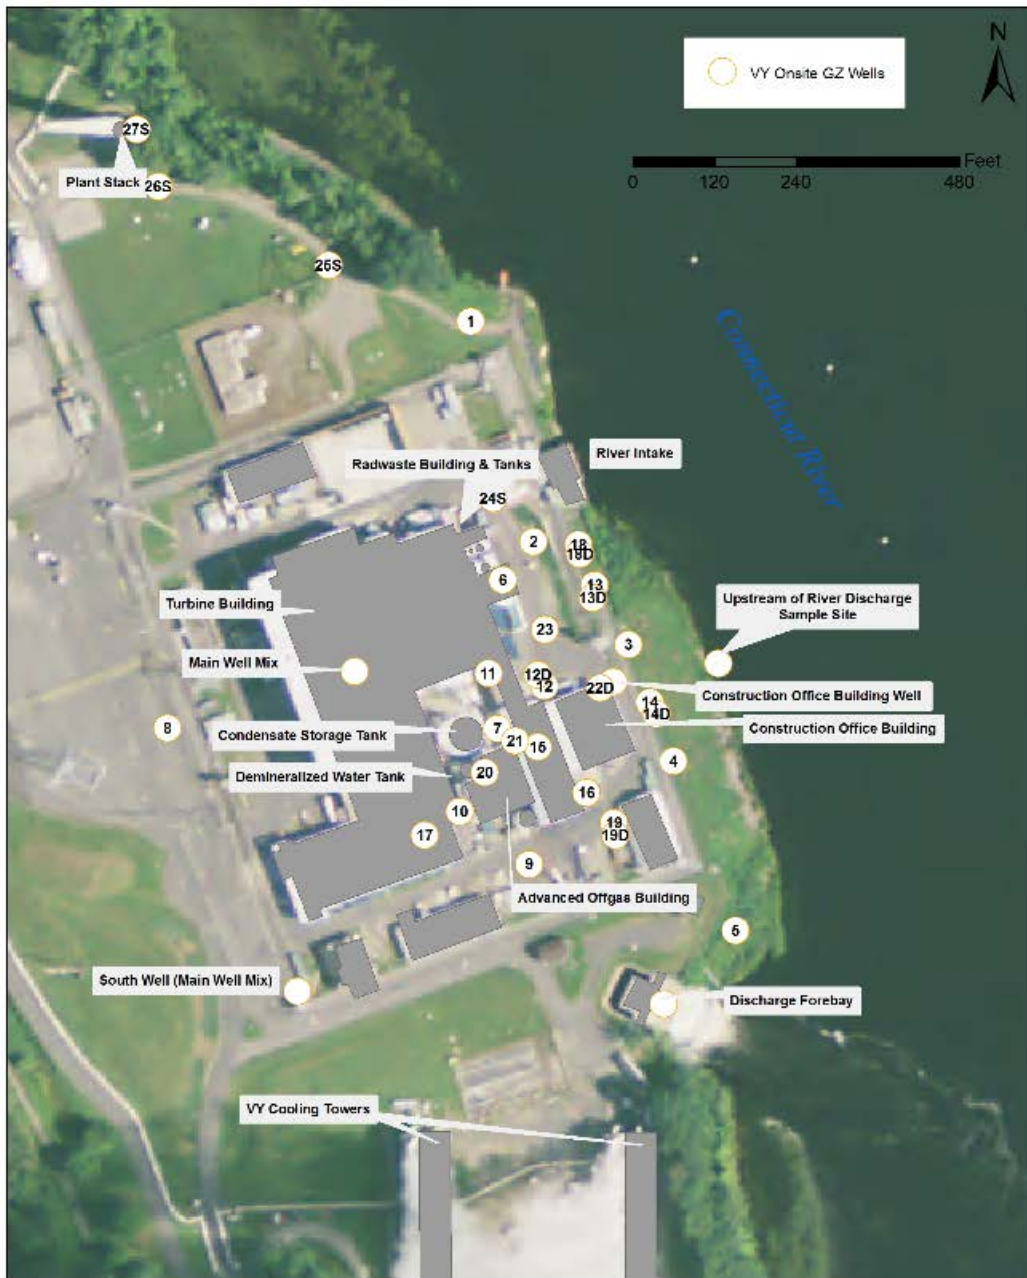 N
VY Onsite GZ Wells
Feet
0 120 240 480
27S
Plant Stack
26S
25S
1
Connecticut River
River Intake
Radwaste Building & Tanks
24S
2
18
18D
6
13
13D
Turbine Building
Upstream of River Discharge
Sample Site
23
3
Main Well Mix
11
12D
12
22D
Construction Office Building Well
14
14D
8
7
Condensate Storage Tank
Construction Office Building
21
15
4
Demineralized Water Tank
20
16
10
19
17
19D
9
Advanced Offgas Building
5
South Well (Main Well Mix)
Discharge Forebay
VY Cooling Towers